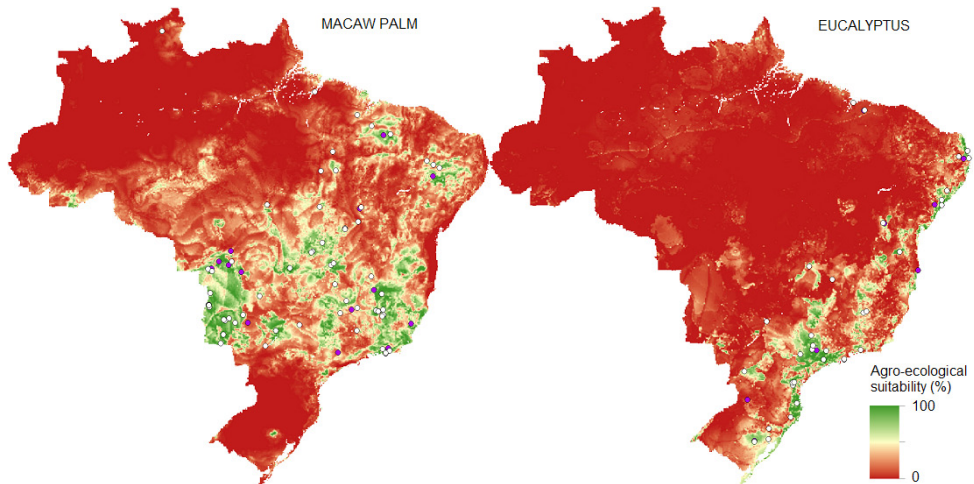 MACAW PALM
EUCALYPTUS
Agro-ecological
suitability (%)
100
0